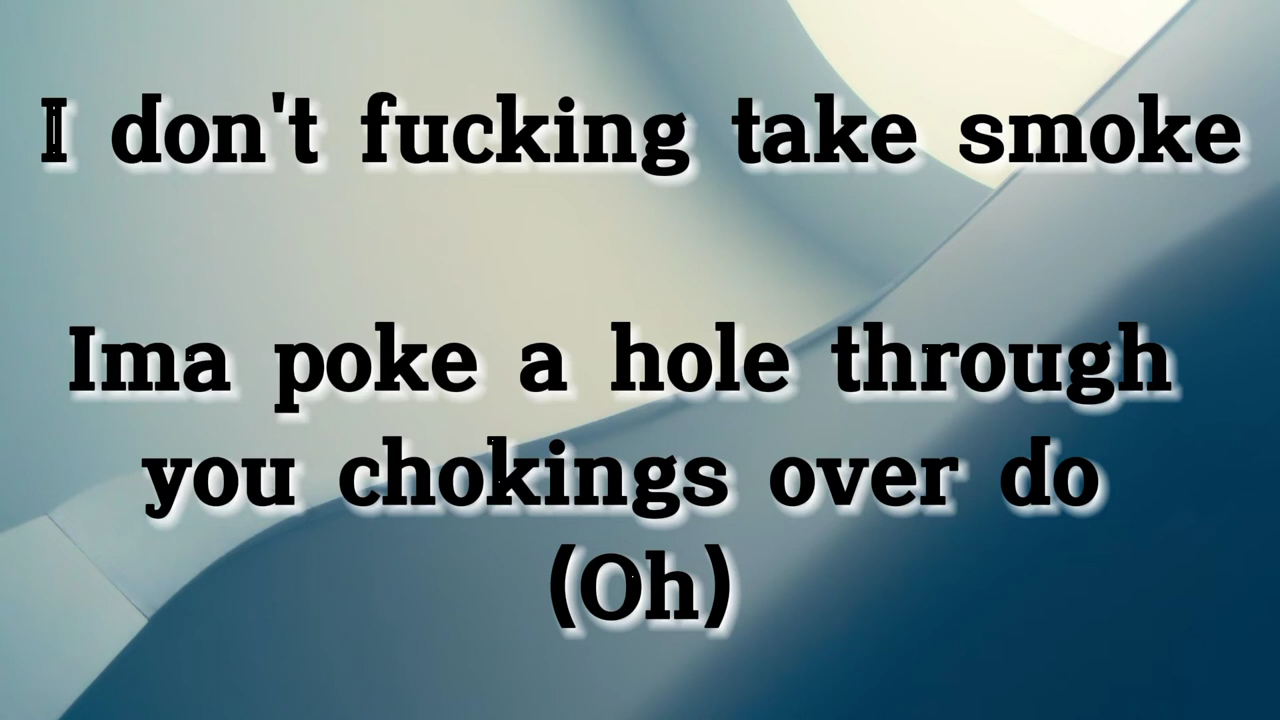 I don't fucking take smoke
Ima poke a hole through
you chokings over do
(Oh)